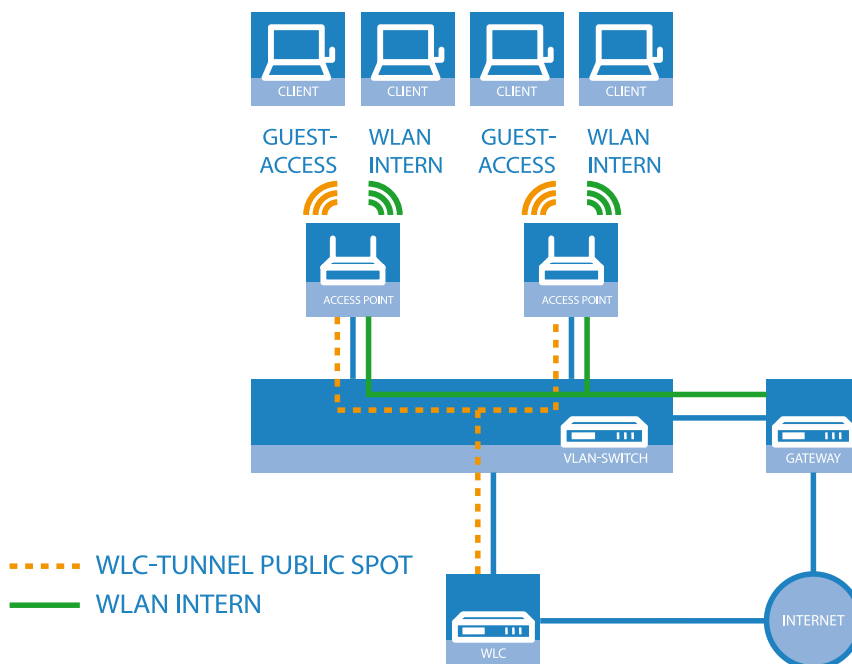 CLIENT
CLIENT
CLIENT
CLIENT
GUEST-
ACCESS
WLAN
INTERN
GUEST-
ACCESS
WLAN
INTERN
ACCESS POINT
ACCESS POINT
VLAN-SWITCH
GATEWAY
WLC-TUNNEL PUBLIC SPOT
WLAN INTERN
WLC
INTERNET